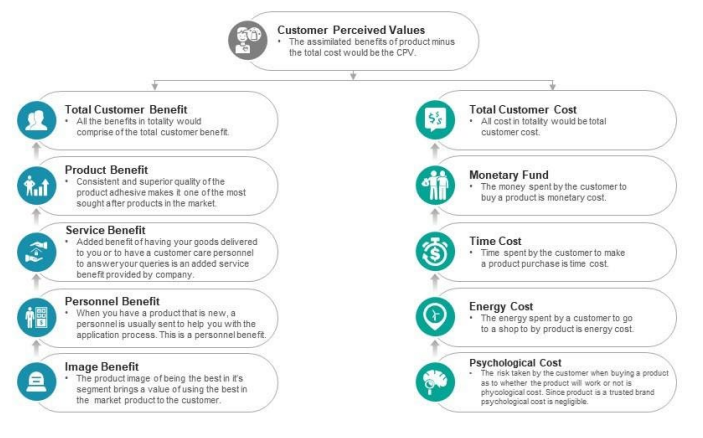 Customer Perceived Values
• The assimilated benefits of product minus
the total cost would be the CPV.
Total Customer Benefit
• All the benefits in totality would
comprise of the total customer benefit.
Product Benefit
• Consistent and superior quality of the
product adhesive makes it one of the most
sought after products in the market.
Service Benefit
• Added benefit of having your goods delivered
to you or to have a customer care personnel
to answer your queries is an added service
benefit provided by company.
Personnel Benefit
• When you have a product that is new, a
personnel is usually sent to help you with the
application process. This is a personnel benefit.
Image Benefit
• The product image of being the best in it's
segment brings a value of using the best in
the market product to the customer.
Total Customer Cost
• All cost in totality would be total
customer cost.
Monetary Fund
• The money spent by the customer to
buy a product is monetary cost.
Time Cost
• Time spent by the customer to make
a product purchase is time cost.
Energy Cost
• The energy spent by a customer to go
to a shop to by product is energy cost.
Psychological Cost
• The risk taken by the customer when buying a product
as to whether the product will work or not is
phycological cost. Since product is a trusted brand
psychological cost is negligible.